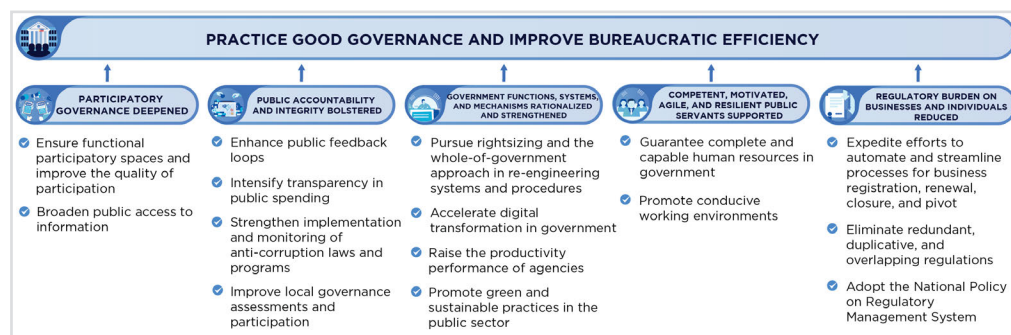 PRACTICE GOOD GOVERNANCE AND IMPROVE BUREAUCRATIC EFFICIENCY
PARTICIPATORY
GOVERNANCE DEEPENED
Ensure functional
participatory spaces and
improve the quality of
participation
Broaden public access to
information
PUBLIC ACCOUNTABILITY
AND INTEGRITY BOLSTERED
Enhance public feedback
loops
Intensify transparency in
public spending
Strengthen implementation
and monitoring of
anti-corruption laws and
programs
Improve local governance
assessments and
participation
GOVERNMENT FUNCTIONS, SYSTEMS,
AND MECHANISMS RATIONALIZED
AND STRENGTHENED
Pursue rightsizing and the
whole-of-government
approach in re-engineering
systems and procedures
Accelerate digital
transformation in government
Raise the productivity
performance of agencies
Promote green and
sustainable practices in the
public sector
COMPETENT, MOTIVATED,
AGILE, AND RESILIENT PUBLIC
SERVANTS SUPPORTED
Guarantee complete and
capable human resources in
government
Promote conducive
working environments
REGULATORY BURDEN ON
BUSINESSES AND INDIVIDUALS
REDUCED
Expedite efforts to
automate and streamline
processes for business
registration, renewal,
closure, and pivot
Eliminate redundant,
duplicative, and
overlapping regulations
Adopt the National Policy
on Regulatory
Management System